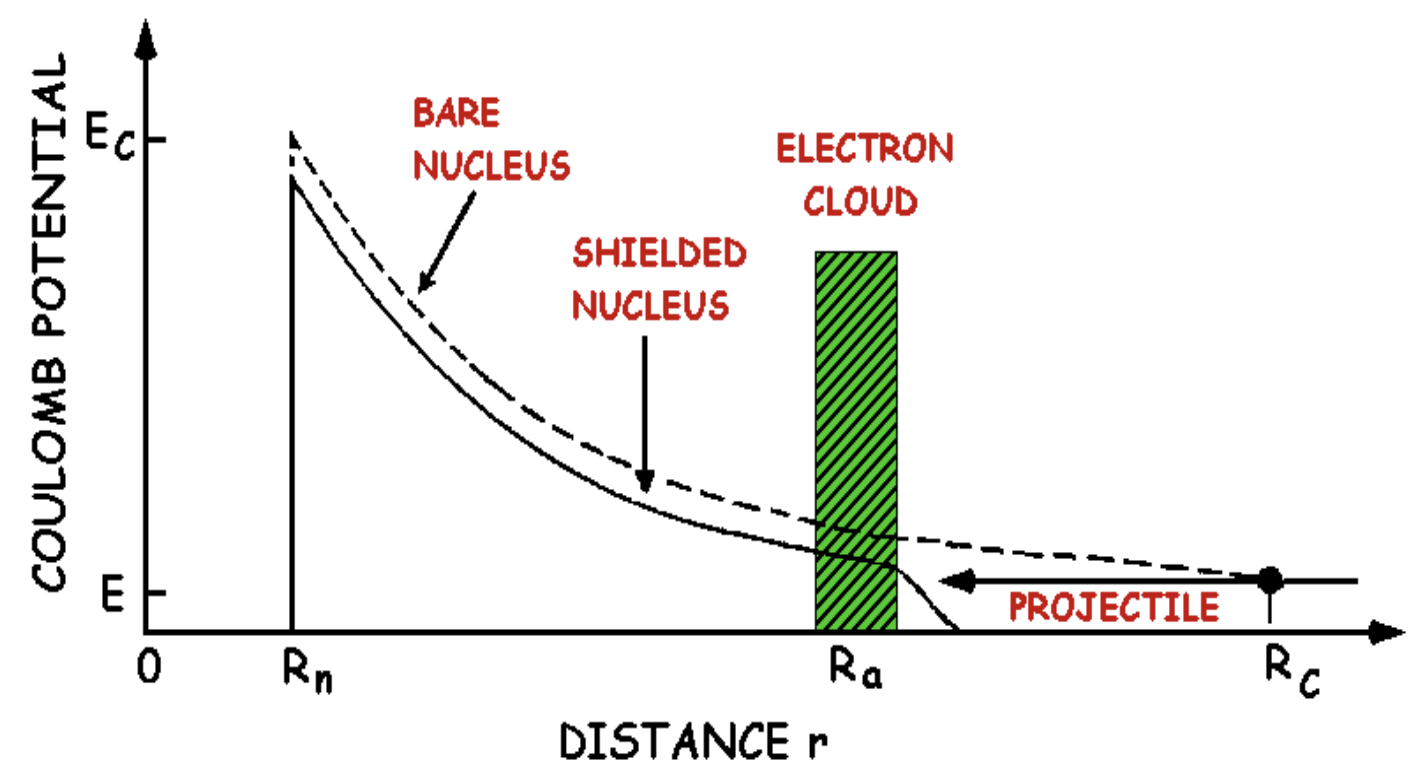 COULOMB POTENTIAL
E_C
BARE
NUCLEUS
ELECTRON
CLOUD
SHIELDED
NUCLEUS
E
PROJECTILE
0
R_n
R_a
R_C
DISTANCE r